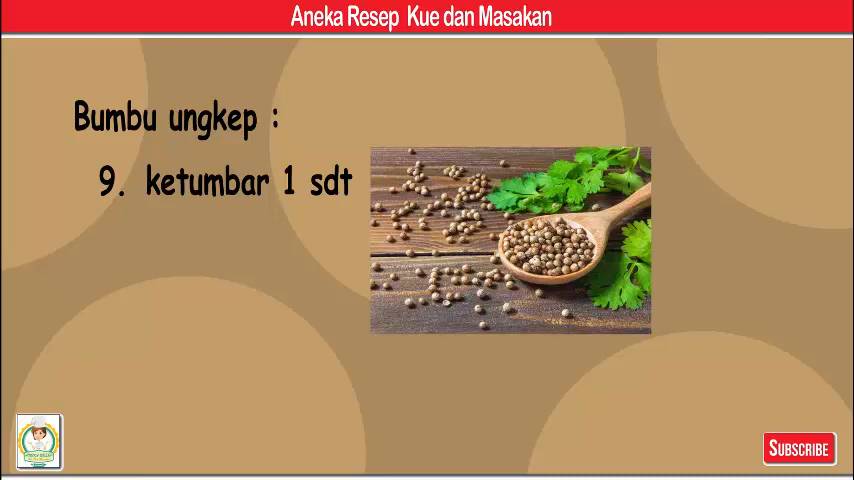 Aneka Resep Kue dan Masakan
Bumbu ungkep :
9. ketumbar 1 sdt
SUBSCRIBE